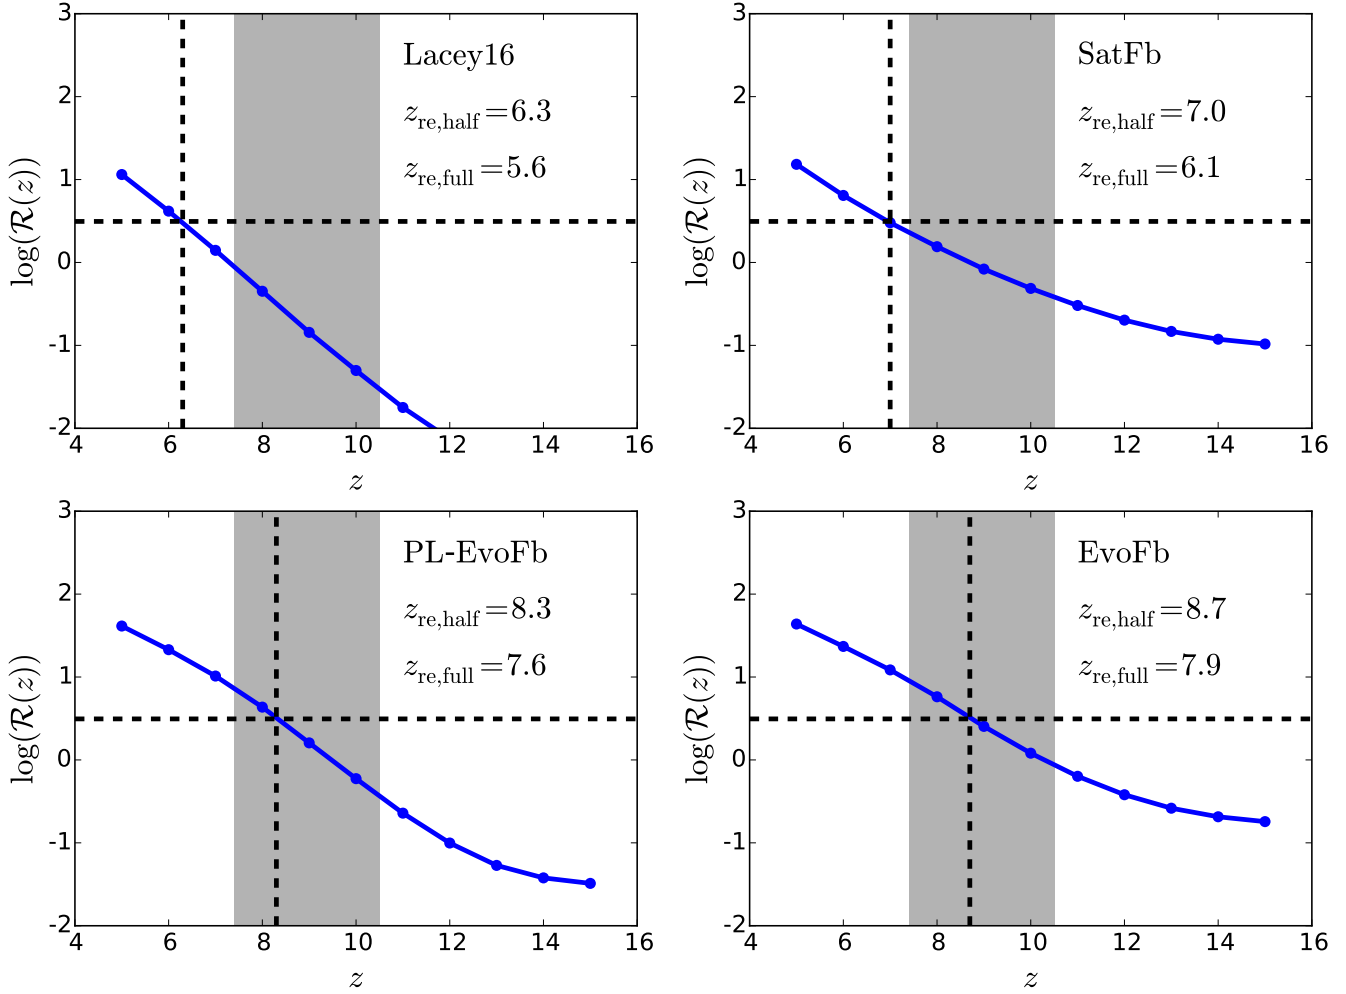 3
2
1
0
-1
-2
log(ℛ(z))
Lacey16
z_re,half=6.3
z_re,full=5.6
4 6 8 10 12 14 16
z
3
2
1
0
-1
-2
log(ℛ(z))
SatFb
z_re,half=7.0
z_re,full=6.1
4 6 8 10 12 14 16
z
3
2
1
0
-1
-2
log(ℛ(z))
PL-EvoFb
z_re,half=8.3
z_re,full=7.6
4 6 8 10 12 14 16
z
3
2
1
0
-1
-2
log(ℛ(z))
EvoFb
z_re,half=8.7
z_re,full=7.9
4 6 8 10 12 14 16
z